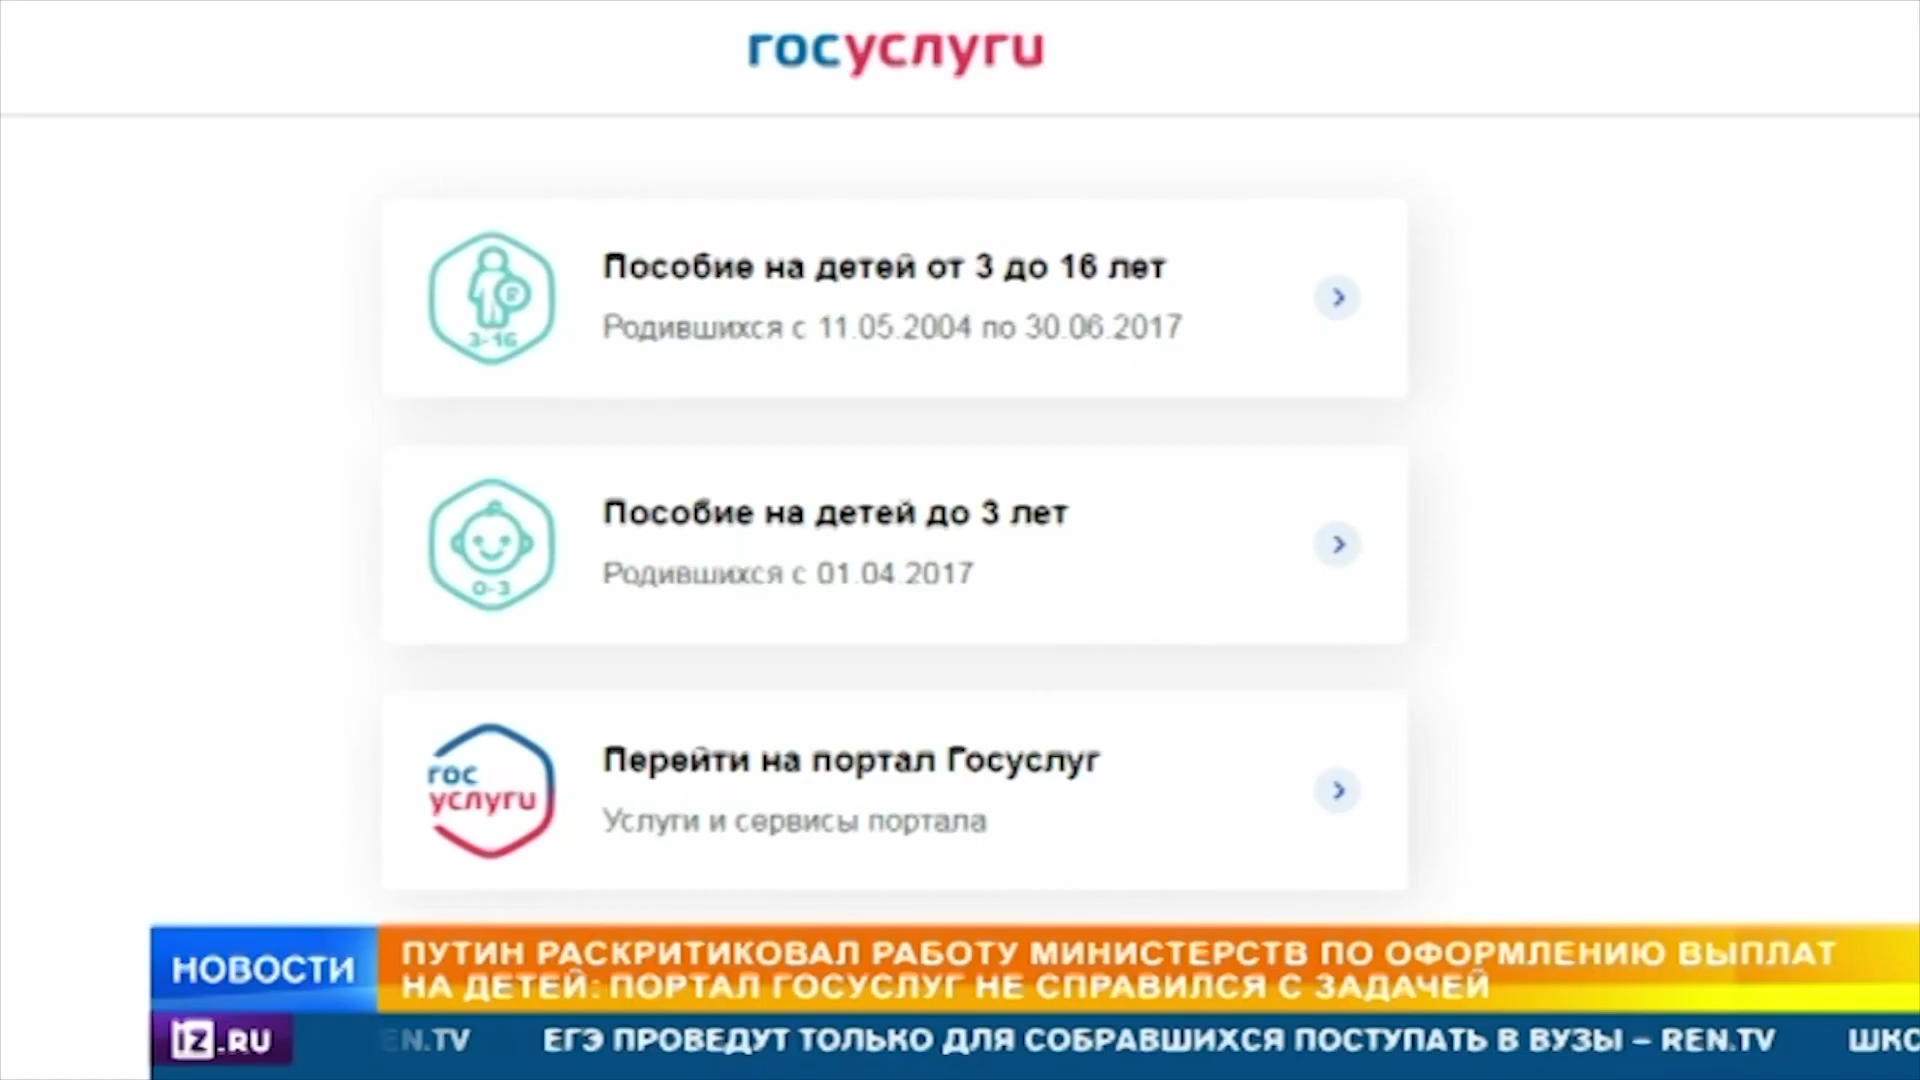 госуслуги
Пособие на детей от 3 до 16 лет
Родившихся с 11.05.2004 по 30.06.2017
3-16
Пособие на детей до 3 лет
Родившихся с 01.04.2017
0-3
Перейти на портал Госуслуг
Услуги и сервисы портала
гос
услуги
НОВОСТИ
ПУТИН РАСКРИТИКОВАЛ РАБОТУ МИНИСТЕРСТВ ПО ОФОРМЛЕНИЮ ВЫПЛАТ
НА ДЕТЕЙ: ПОРТАЛ ГОСУСЛУГ НЕ СПРАВИЛСЯ С ЗАДАЧЕЙ
iz.RU
EN.TV ЕГЭ ПРОВЕДУТ ТОЛЬКО ДЛЯ СОБРАВШИХСЯ ПОСТУПАТЬ В ВУЗЫ – REN.TV ШКО